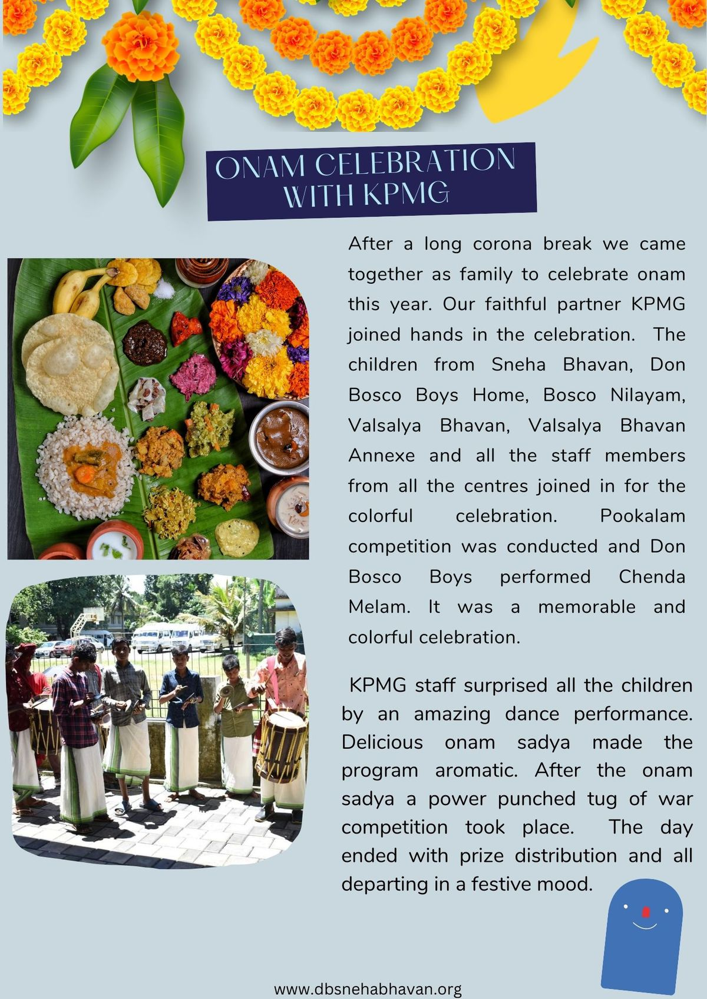 ONAM CELEBRATION
WITH KPMG
After a long corona break we came
together as family to celebrate onam
this year. Our faithful partner KPMG
joined hands in the celebration. The
children from Sneha Bhavan, Don
Bosco Boys Home, Bosco Nilayam,
Valsalya Bhavan, Valsalya Bhavan
Annexe and all the staff members
from all the centres joined in for the
colorful celebration. Pookalam
competition was conducted and Don
Bosco Boys performed Chenda
Melam. It was a memorable and
colorful celebration.
KPMG staff surprised all the children
by an amazing dance performance.
Delicious onam sadya made the
program aromatic. After the onam
sadya a power punched tug of war
competition took place. The day
ended with prize distribution and all
departing in a festive mood.
www.dbsnehabhavan.org